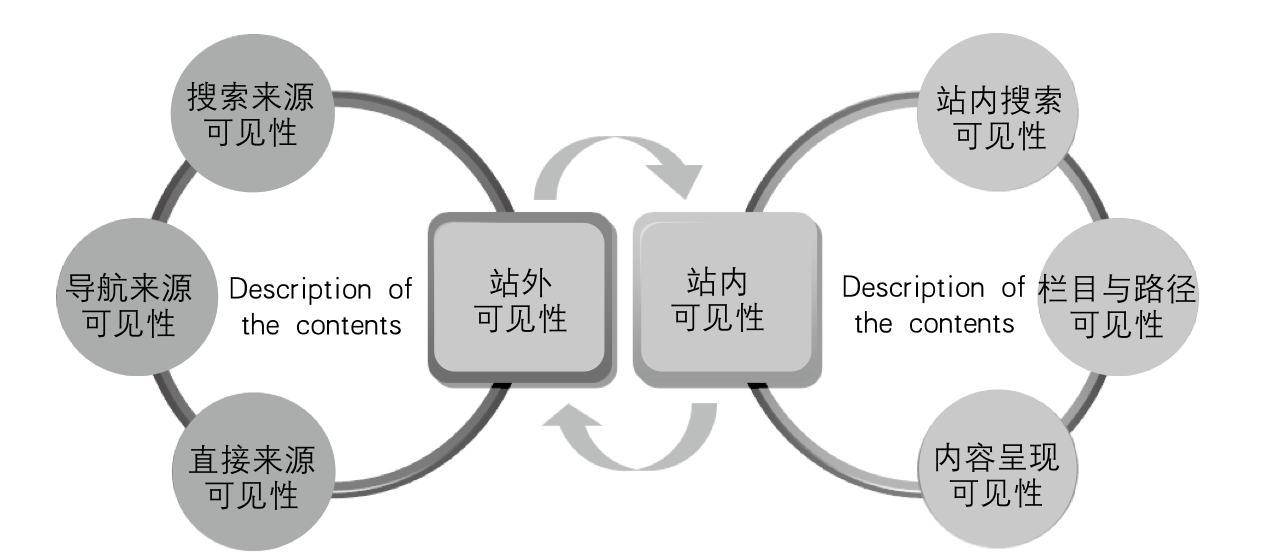 搜索来源
可见性
导航来源
可见性
直接来源
可见性
Description of
the contents
站外
可见性
站内
可见性
Description of
the contents
站内搜索
可见性
栏目与路径
可见性
内容呈现
可见性